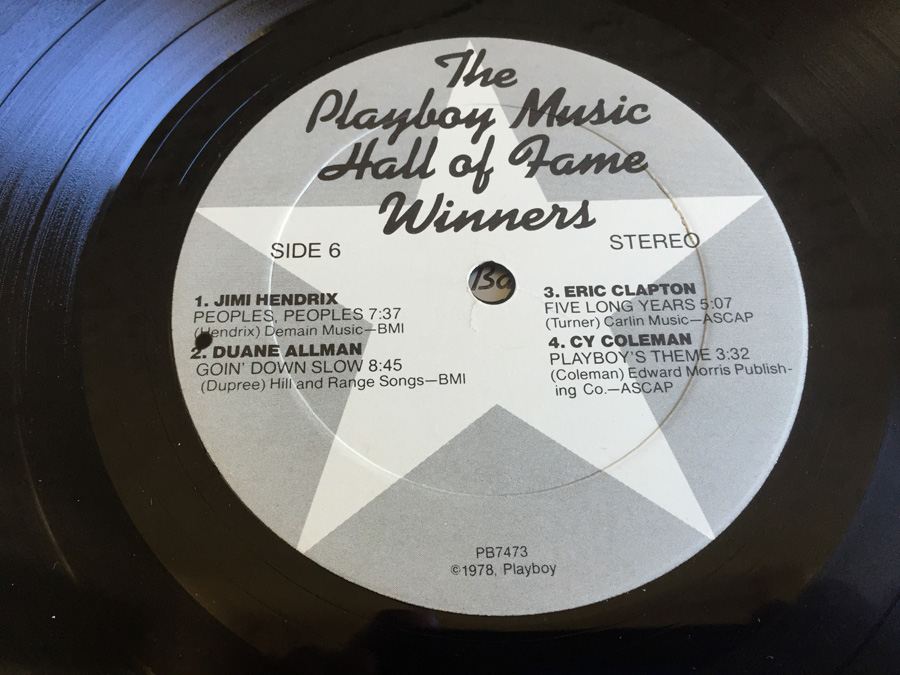 The
Playboy Music
Hall of Fame
Winners
SIDE 6
STEREO
1. JIMI HENDRIX
PEOPLES, PEOPLES 7:37
(Hendrix) Demain Music—BMI
2. DUANE ALLMAN
GOIN' DOWN SLOW 8:45
(Dupree) Hill and Range Songs—BMI
3. ERIC CLAPTON
FIVE LONG YEARS 5:07
(Turner) Carlin Music—ASCAP
4. CY COLEMAN
PLAYBOY'S THEME 3:32
(Coleman) Edward Morris Publish-
ing Co.—ASCAP
PB7473
©1978, Playboy